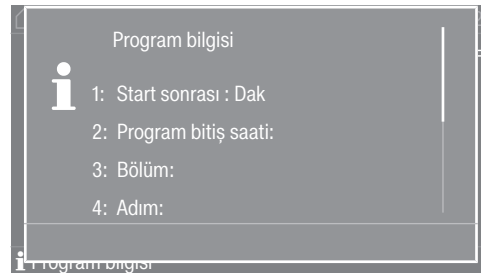 Program bilgisi
1: Start sonrası : Dak
2: Program bitiş saati:
3: Bölüm:
4: Adım:
Program bilgisi